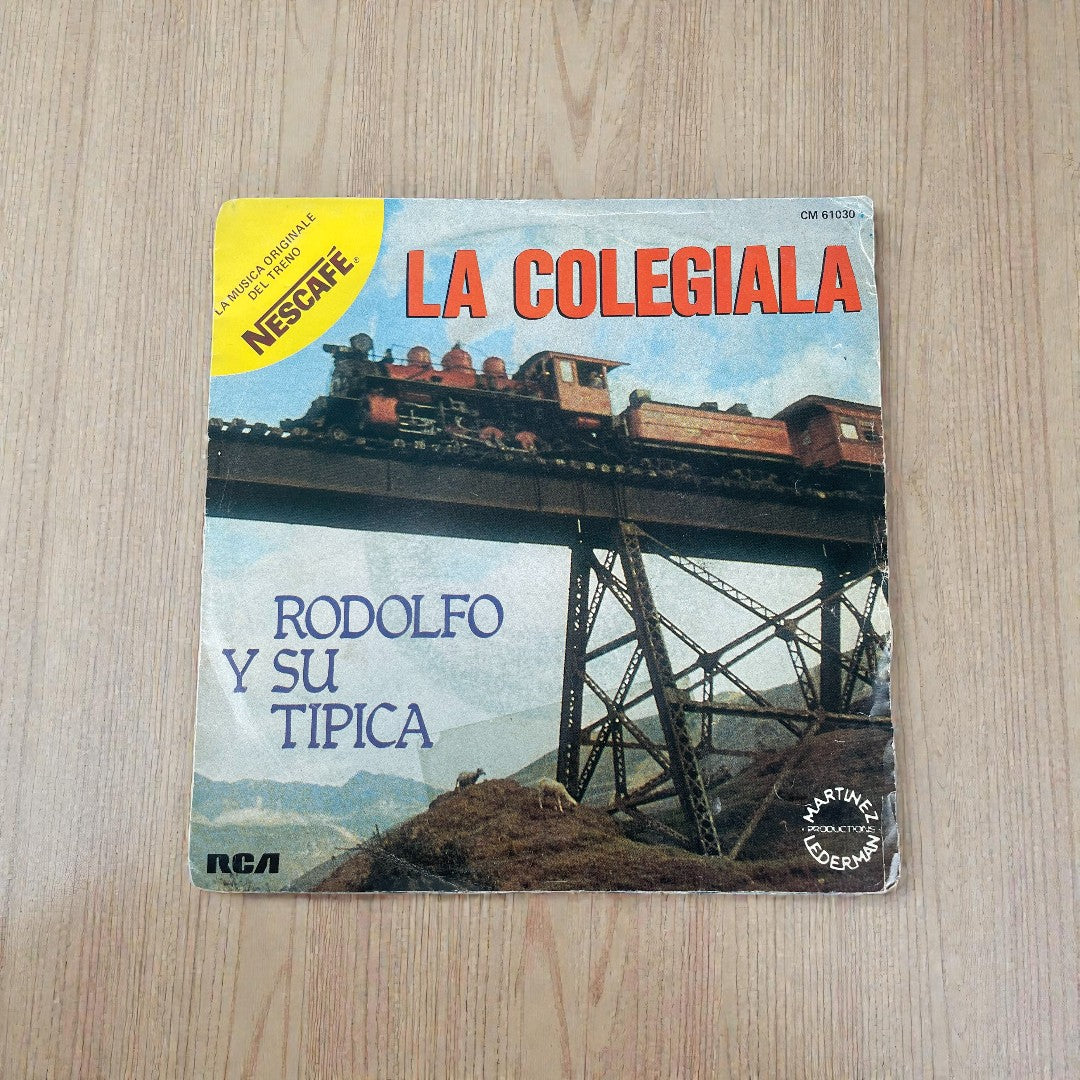 CM 61030
LA MUSICA ORIGINALE
DEL TRENO
NESCAFÉ®
LA COLEGIALA
RODOLFO
Y SU
TIPICA
RCA
MARTINEZ
PRODUCTIONS
LEDERMAN